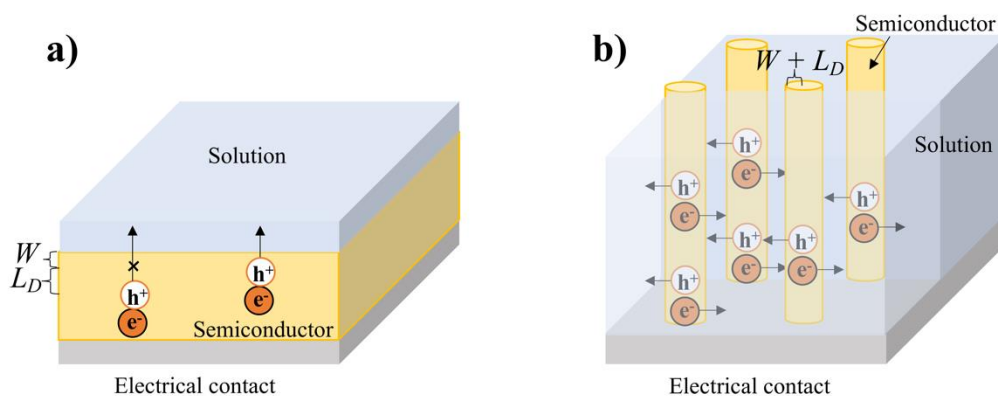 a)
Solution
W
L_D
h+
e-
h+
e-
Semiconductor
Electrical contact
b)
Semiconductor
W + L_D
Solution
h+
e-
h+
e-
h+
e-
h+
e-
h+
e-
h+
e-
Electrical contact